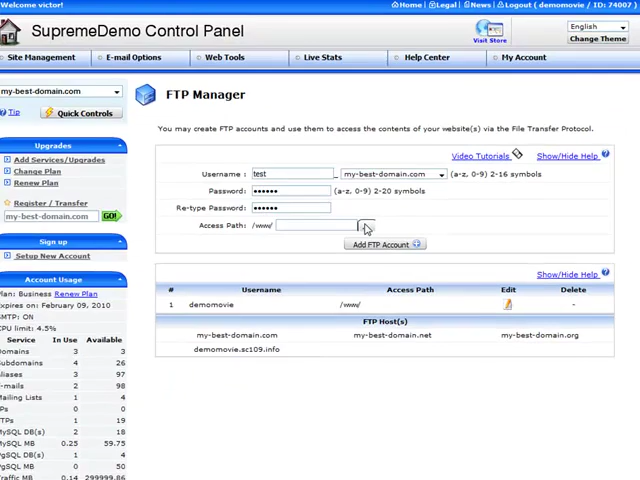 Welcome victor!
Home Legal News Logout ( demomovie / ID: 74007 )
SupremeDemo Control Panel
Visit Store
English
Change Theme
Site Management E-mail Options Web Tools Live Stats Help Center My Account
my-best-domain.com
Tip Quick Controls
Upgrades
Add Services/Upgrades
Change Plan
Renew Plan
Register / Transfer
my-best-domain.com GO!
Sign up
Setup New Account
Account Usage
Plan: Business Renew Plan
Expires on: February 09, 2010
SMTP: ON
CPU limit: 4.5%
Service In Use Available
Domains 3 3
Subdomains 4 26
Aliases 3 97
E-mails 2 98
Mailing Lists 1 4
IPs 0 0
FTPs 1 19
MySQL DB(s) 2 18
MySQL MB 0.25 59.75
PgSQL DB(s) 1 4
PgSQL MB 0 50
Traffic MB 0.14 299999.86
FTP Manager
You may create FTP accounts and use them to access the contents of your website(s) via the File Transfer Protocol.
Video Tutorials Show/Hide Help
Username : test _ my-best-domain.com (a-z, 0-9) 2-16 symbols
Password: •••••• (a-z, 0-9) 2-20 symbols
Re-type Password: ••••••
Access Path: /www/
Add FTP Account
Show/Hide Help
# Username Access Path Edit Delete
1 demomovie /www/ -
FTP Host(s)
my-best-domain.com my-best-domain.net my-best-domain.org
demomovie.sc109.info